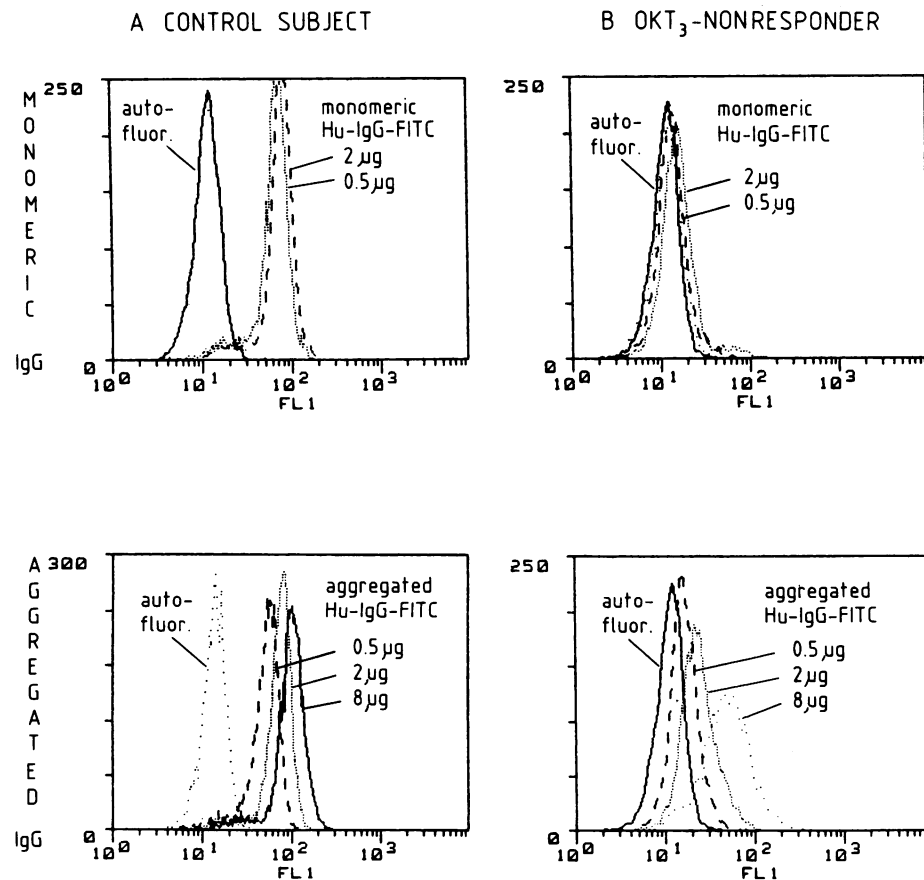 A CONTROL SUBJECT
B OKT3-NONRESPONDER
MONOMERIC
IgG
250
auto-
fluor.
monomeric
Hu-IgG-FITC
2 µg
0.5 µg
0
10^0 10^1 10^2 10^3
FL1
250
auto-
fluor.
monomeric
Hu-IgG-FITC
2 µg
0.5 µg
0
10^0 10^1 10^2 10^3
FL1
AGGREGATED
IgG
300
auto-
fluor.
aggregated
Hu-IgG-FITC
0.5 µg
2 µg
8 µg
0
10^0 10^1 10^2 10^3
FL1
250
auto-
fluor.
aggregated
Hu-IgG-FITC
0.5 µg
2 µg
8 µg
0
10^0 10^1 10^2 10^3
FL1